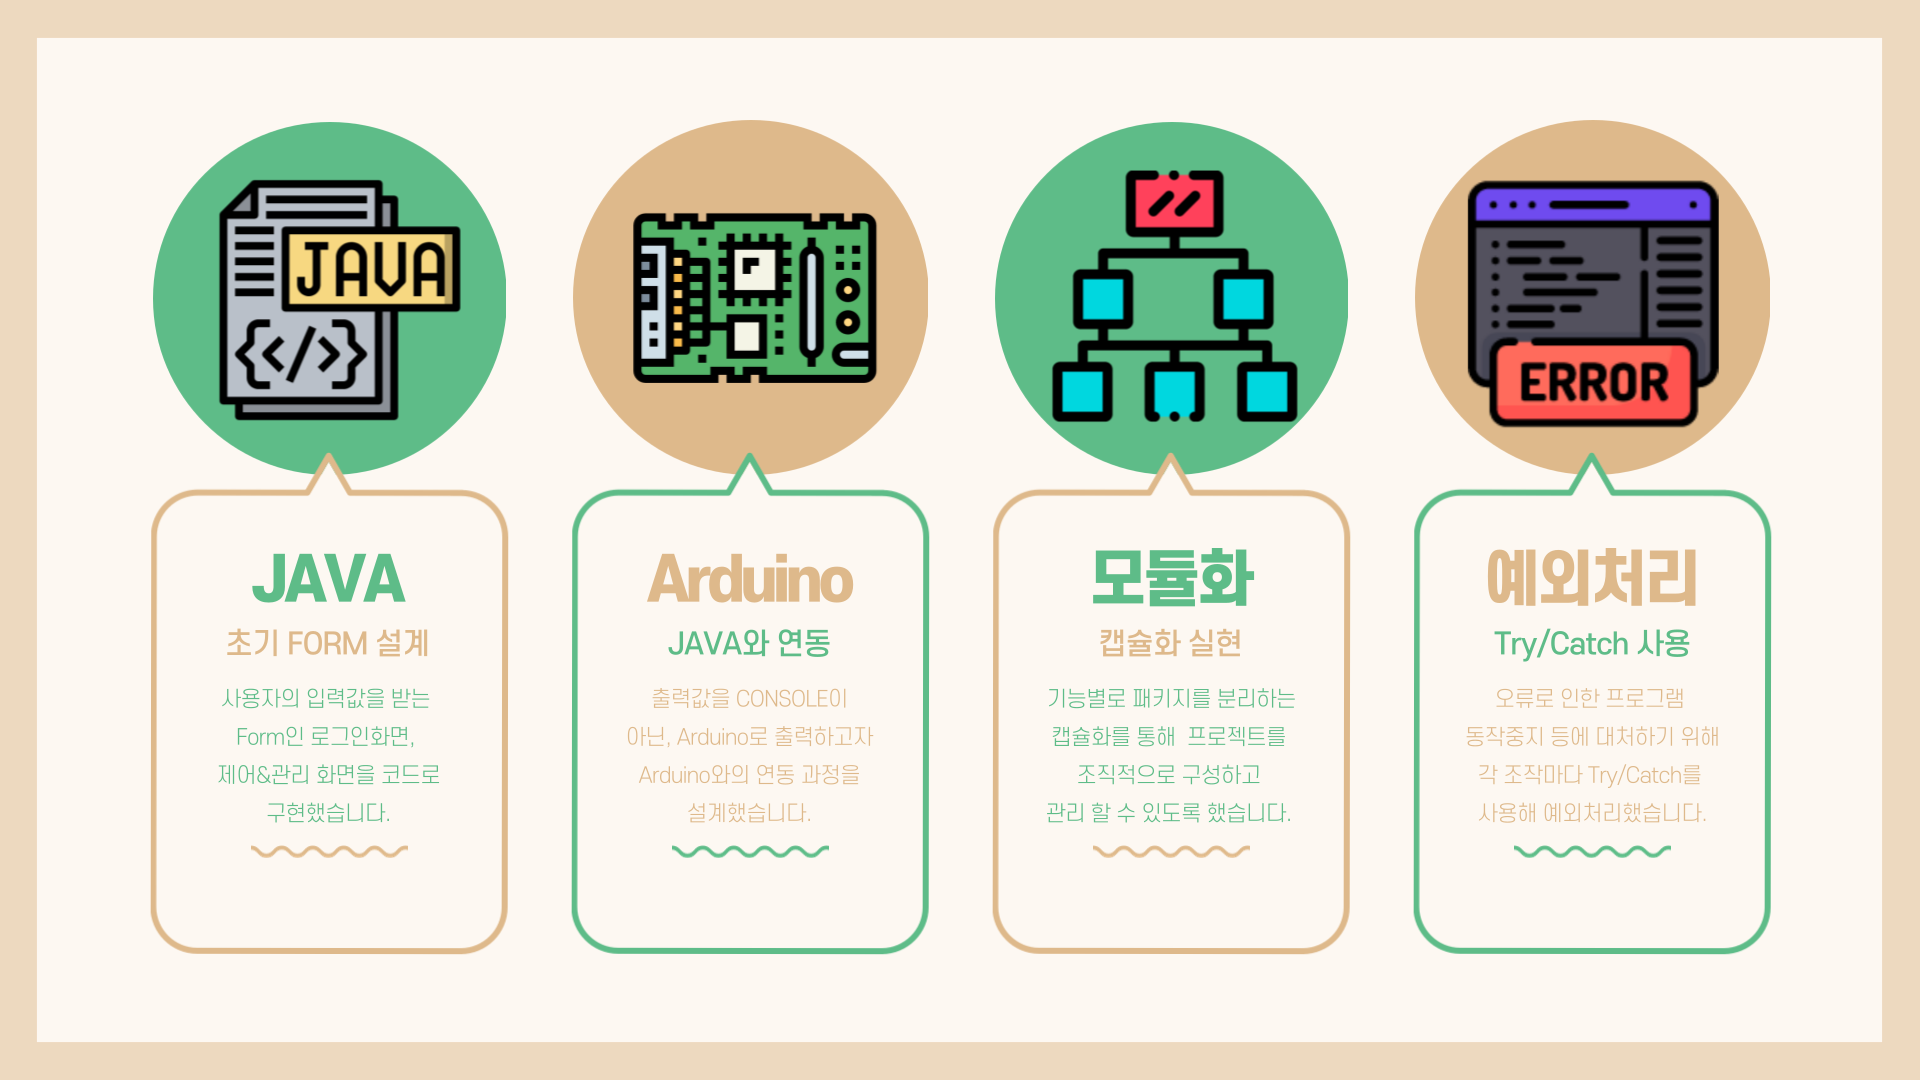 JAVA
ERROR
JAVA
초기 FORM 설계
사용자의 입력값을 받는
Form인 로그인화면,
제어&관리 화면을 코드로
구현했습니다.
Arduino
JAVA와 연동
출력값을 CONSOLE이
아닌, Arduino로 출력하고자
Arduino와의 연동 과정을
설계했습니다.
모듈화
캡슐화 실현
기능별로 패키지를 분리하는
캡슐화를 통해 프로젝트를
조직적으로 구성하고
관리 할 수 있도록 했습니다.
예외처리
Try/Catch 사용
오류로 인한 프로그램
동작중지 등에 대처하기 위해
각 조작마다 Try/Catch를
사용해 예외처리했습니다.